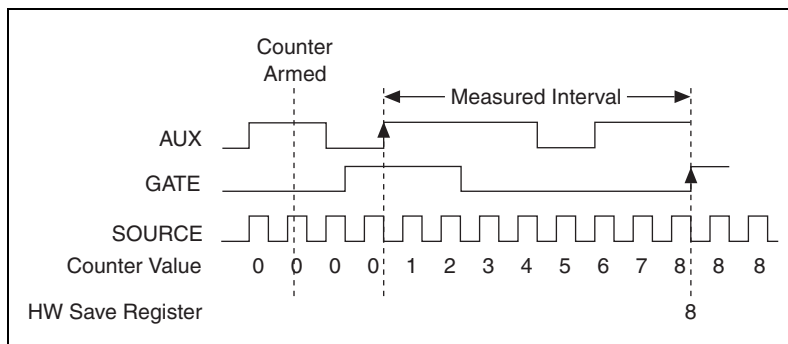 Counter
Armed
Measured Interval
AUX
GATE
SOURCE
Counter Value 0 0 0 0 1 2 3 4 5 6 7 8 8 8
HW Save Register 8